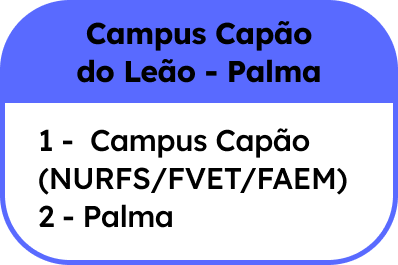 Campus Capão
do Leão - Palma
1 - Campus Capão
(NURFS/FVET/FAEM)
2 - Palma